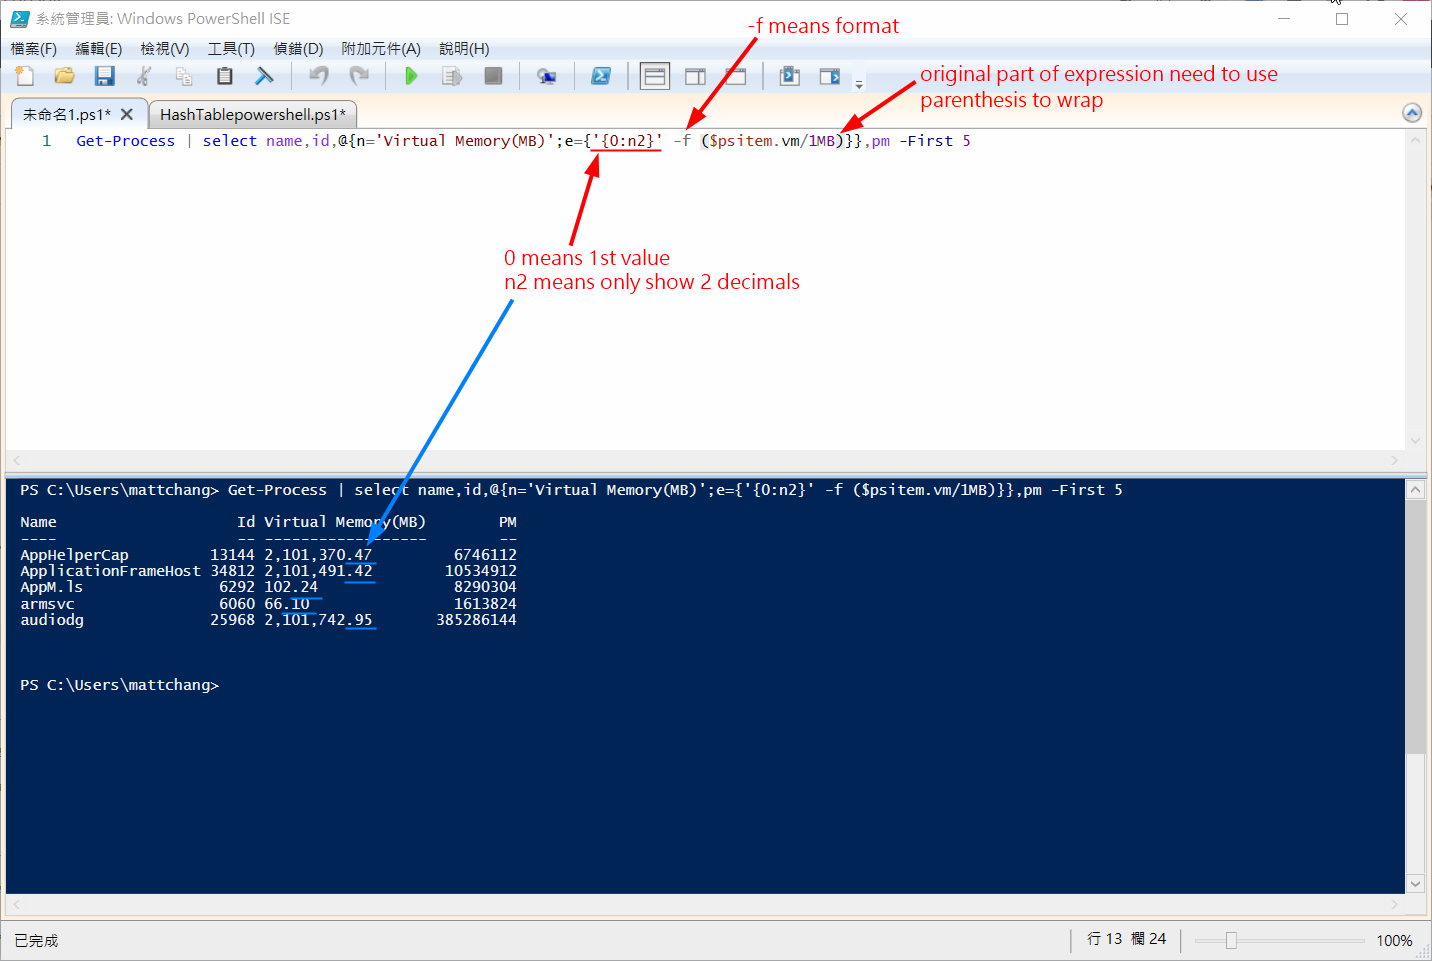 系統管理員: Windows PowerShell ISE
-f means format
檔案(F) 編輯(E) 檢視(V) 工具(T) 偵錯(D) 附加元件(A) 說明(H)
original part of expression need to use
parenthesis to wrap
未命名1.ps1* HashTablepowershell.ps1*
1 Get-Process | select name,id,@{n='Virtual Memory(MB)';e={'{0:n2}' -f ($psitem.vm/1MB)}},pm -First 5
0 means 1st value
n2 means only show 2 decimals
PS C:\Users\mattchang> Get-Process | select name,id,@{n='Virtual Memory(MB)';e={'{0:n2}' -f ($psitem.vm/1MB)}},pm -First 5
Name Id Virtual Memory(MB) PM
---- -- ------------------ --
AppHelperCap 13144 2,101,370.47 6746112
ApplicationFrameHost 34812 2,101,491.42 10534912
AppM.ls 6292 102.24 8290304
armsvc 6060 66.10 1613824
audiodg 25968 2,101,742.95 385286144
PS C:\Users\mattchang>
已完成 行 13 欄 24 100%